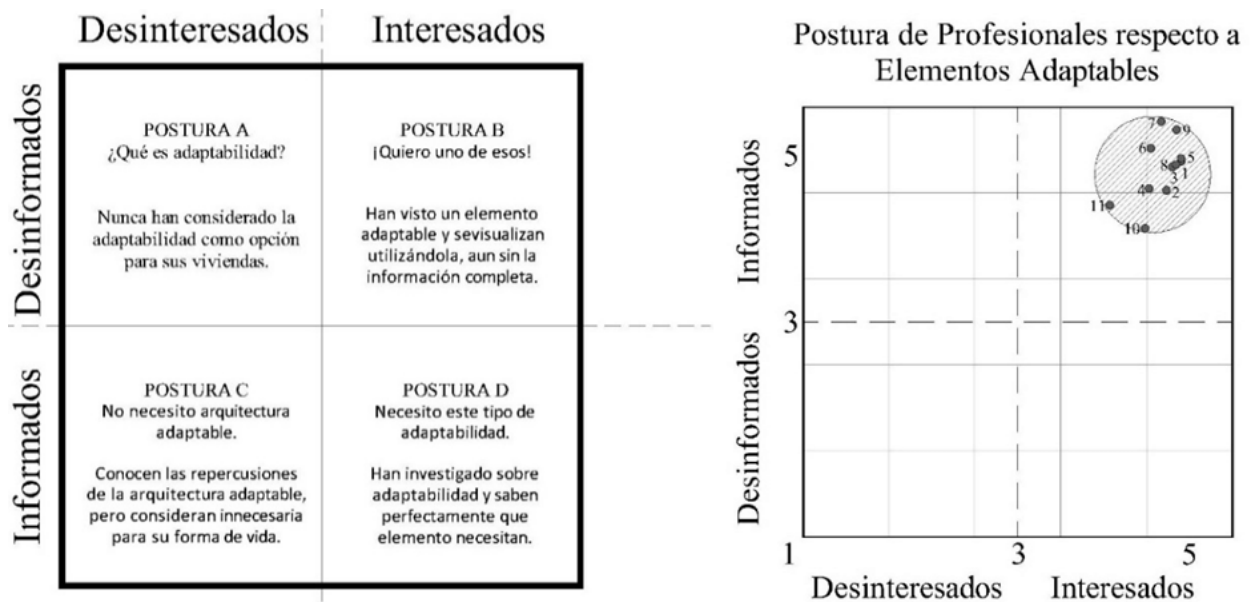 Desinteresados
Interesados
Desinformados
Informados
POSTURA A
¿Qué es adaptabilidad?
Nunca han considerado la
adaptabilidad como opción
para sus viviendas.
POSTURA B
¡Quiero uno de esos!
Han visto un elemento
adaptable y sevisualizan
utilizándola, aun sin la
información completa.
POSTURA C
No necesito arquitectura
adaptable.
Conocen las repercusiones
de la arquitectura adaptable,
pero consideran innecesaria
para su forma de vida.
POSTURA D
Necesito este tipo de
adaptabilidad.
Han investigado sobre
adaptabilidad y saben
perfectamente que
elemento necesitan.
Postura de Profesionales respecto a
Elementos Adaptables
Informados
Desinformados
5
3
1
3
5
7
9
6
5
8
1
3
4
2
11
10
Desinteresados
Interesados